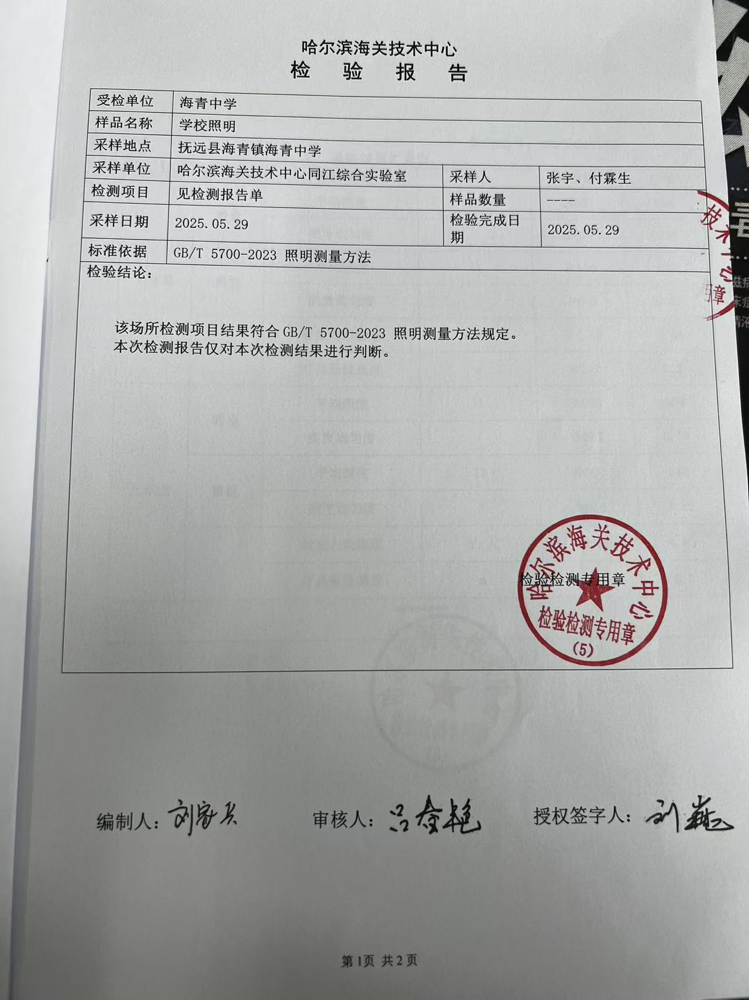 哈尔滨海关技术中心
检 验 报 告
受检单位 海青中学
样品名称 学校照明
采样地点 抚远县海青镇海青中学
采样单位 哈尔滨海关技术中心同江综合实验室 采样人 张宇、付霖生
检测项目 见检测报告单 样品数量 ----
采样日期 2025.05.29 检验完成日期 2025.05.29
标准依据 GB/T 5700-2023 照明测量方法
检验结论：
该场所检测项目结果符合 GB/T 5700-2023 照明测量方法规定。
本次检测报告仅对本次检测结果进行判断。
检验检测专用章
哈尔滨海关技术中心
检验检测专用章
(5)
技术中心
用章
编制人： 审核人： 授权签字人：
第 1页 共 2 页